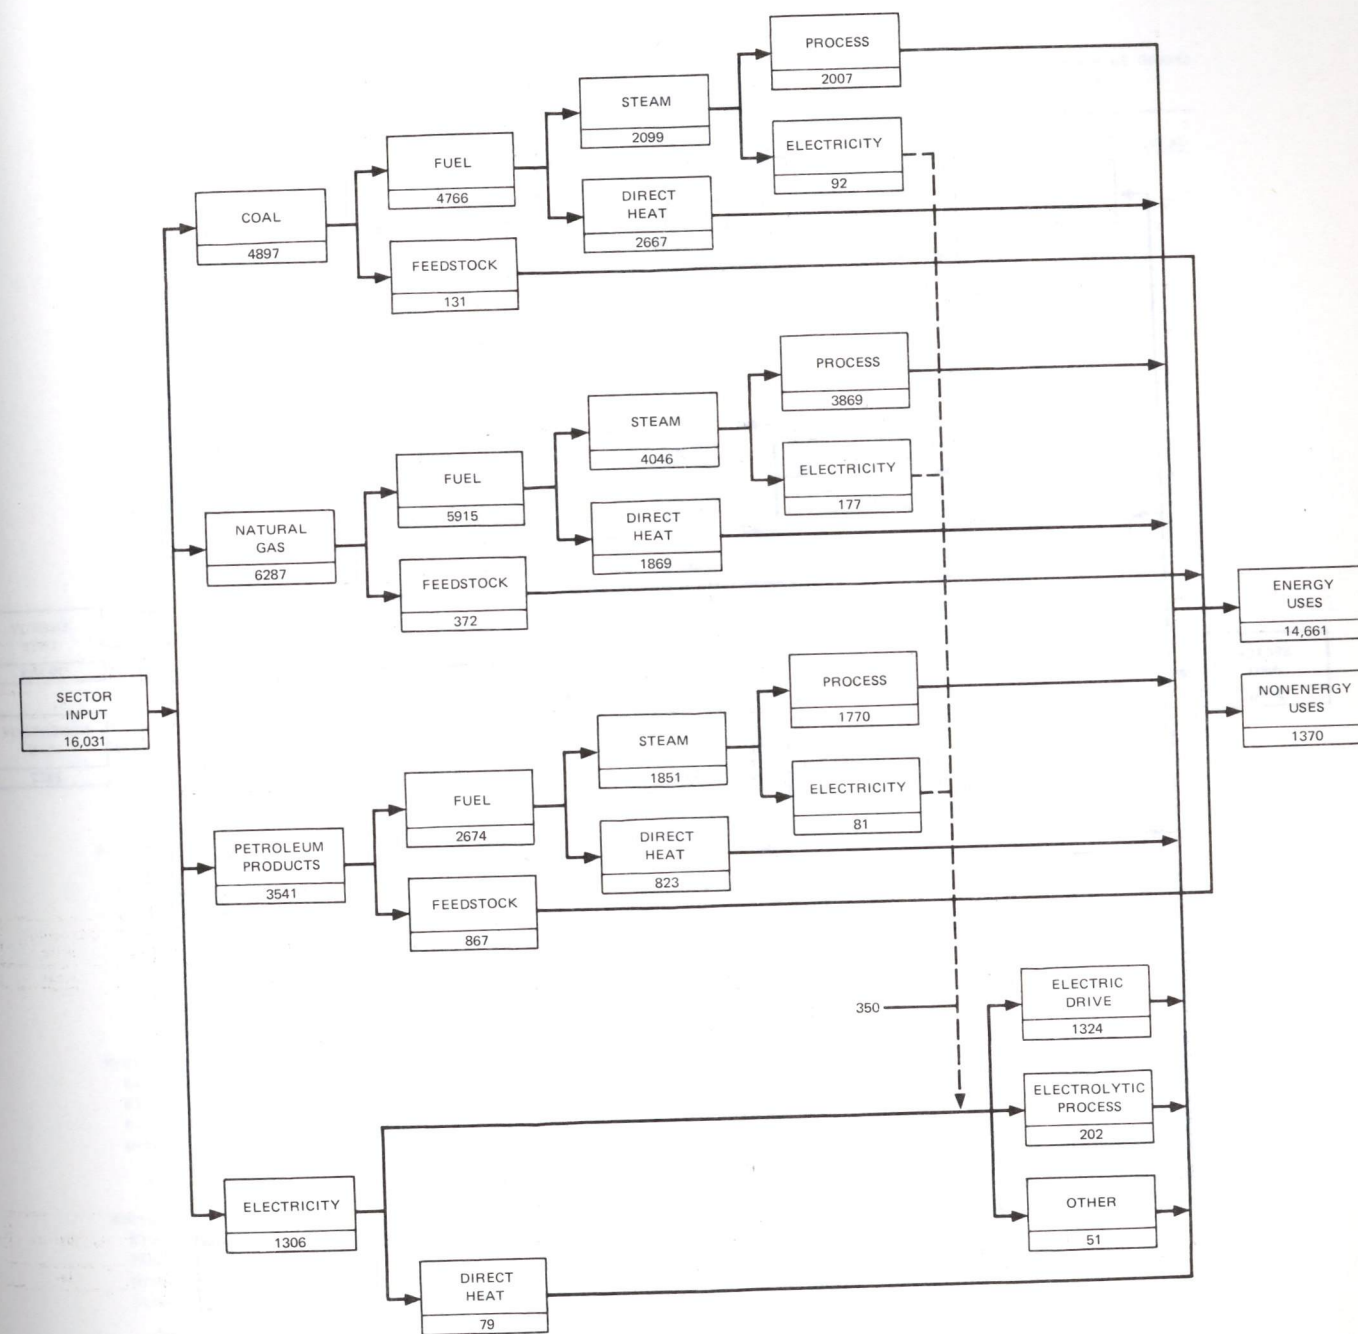 PROCESS
2007
STEAM
2099
ELECTRICITY
92
FUEL
4766
DIRECT
HEAT
2667
COAL
4897
FEEDSTOCK
131
PROCESS
3869
STEAM
4046
ELECTRICITY
177
FUEL
5915
DIRECT
HEAT
1869
NATURAL
GAS
6287
FEEDSTOCK
372
ENERGY
USES
14,661
SECTOR
INPUT
16,031
PROCESS
1770
NONENERGY
USES
1370
STEAM
1851
ELECTRICITY
81
FUEL
2674
DIRECT
HEAT
823
PETROLEUM
PRODUCTS
3541
FEEDSTOCK
867
350
ELECTRIC
DRIVE
1324
ELECTROLYTIC
PROCESS
202
ELECTRICITY
1306
OTHER
51
DIRECT
HEAT
79